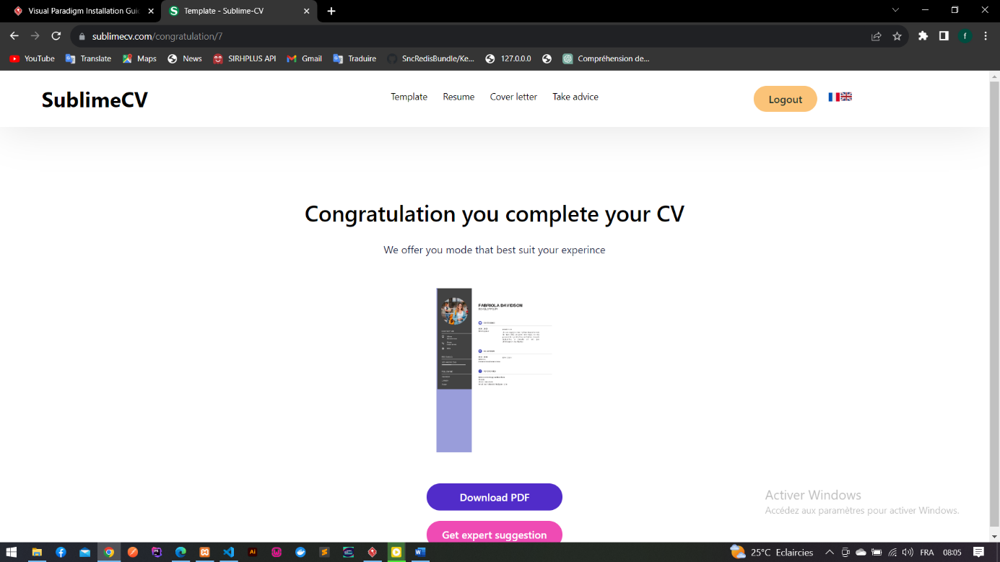 Visual Paradigm Installation Gui
Template - Sublime-CV
sublimecv.com/congratulation/7
f
YouTube
Translate
Maps
News
SIRHPLUS API
Gmail
Traduire
SncRedisBundle/Ke...
127.0.0.0
Compréhension de...
SublimeCV
Template
Resume
Cover letter
Take advice
Logout
Congratulation you complete your CV
We offer you mode that best suit your experince
FABRIOLA DAVIDSON
Download PDF
Get expert suggestion
Activer Windows
Accédez aux paramètres pour activer Windows.
25°C Eclaircies
FRA
08:05